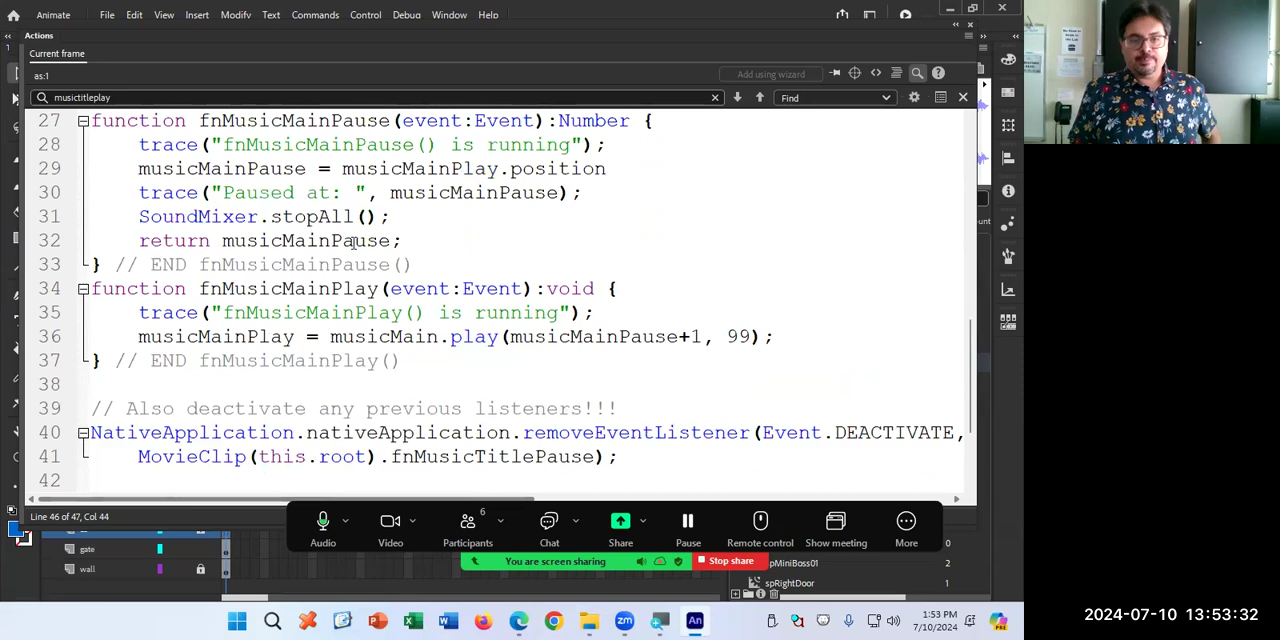 Animate File Edit View Insert Modify Text Commands Control Debug Window Help
Actions
Current frame
as:1
Add using wizard
musictitleplay
Find
27 function fnMusicMainPause(event:Event):Number {
28 trace("fnMusicMainPause() is running");
29 musicMainPause = musicMainPlay.position
30 trace("Paused at: ", musicMainPause);
31 SoundMixer.stopAll();
32 return musicMainPause;
33 } // END fnMusicMainPause()
34 function fnMusicMainPlay(event:Event):void {
35 trace("fnMusicMainPlay() is running");
36 musicMainPlay = musicMain.play(musicMainPause+1, 99);
37 } // END fnMusicMainPlay()
38
39 // Also deactivate any previous listeners!!!
40 NativeApplication.nativeApplication.removeEventListener(Event.DEACTIVATE,
41 MovieClip(this.root).fnMusicTitlePause);
42
Line 46 of 47, Col 44
6
Audio Video Participants Chat Share Pause Remote control Show meeting More
You are screen sharing Stop share
gate
wall
0
pMiniBoss01 2
spRightDoor 1
1:53 PM
7/10/2024
2024-07-10 13:53:32